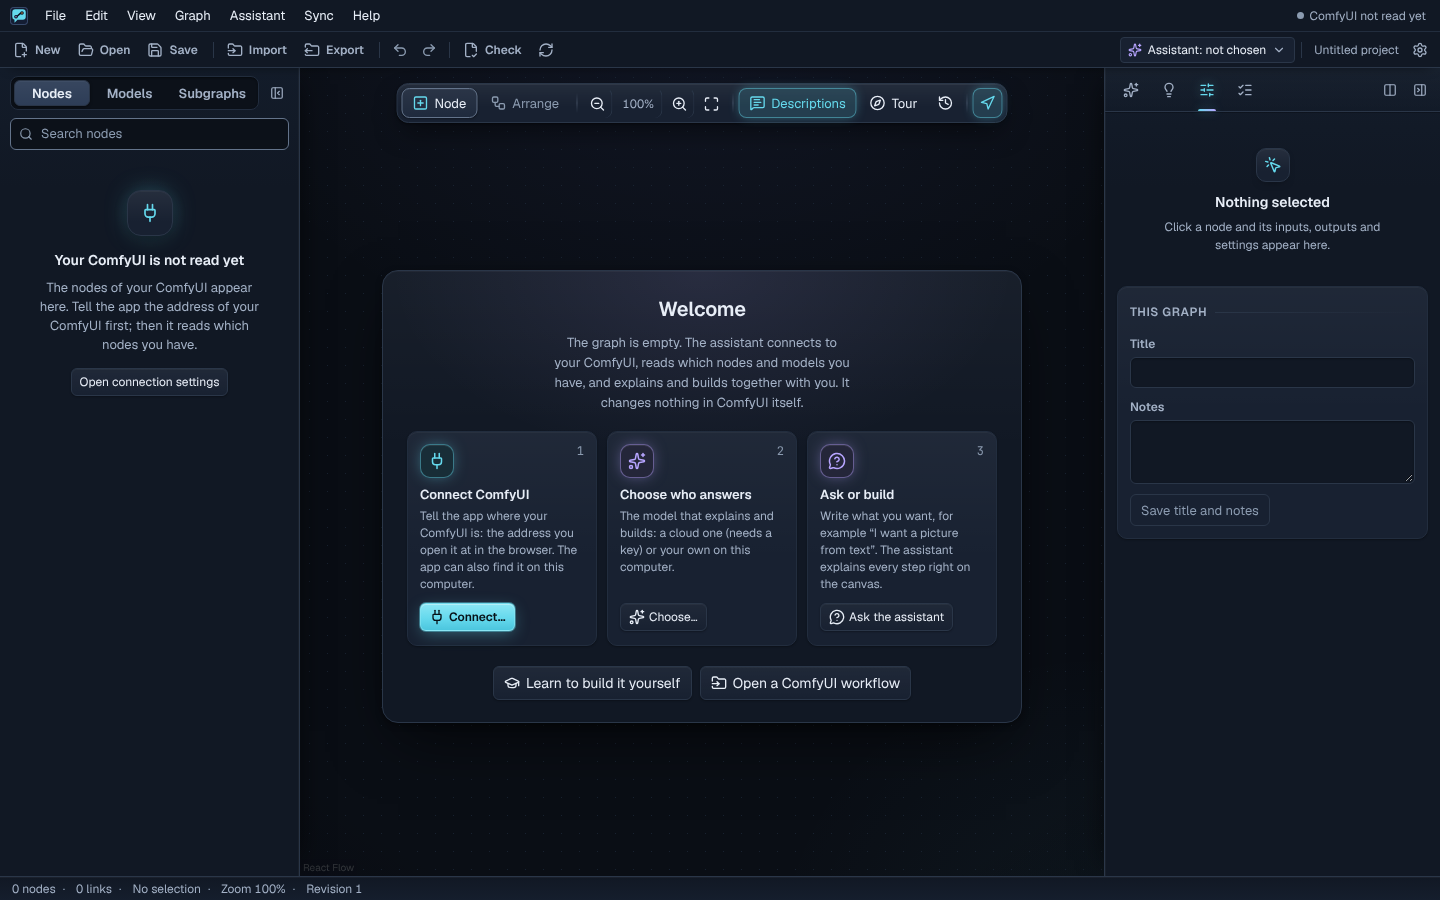 File Edit View Graph Assistant Sync Help
ComfyUI not read yet
New Open Save Import Export Check
Assistant: not chosen
Untitled project
Nodes Models Subgraphs
Search nodes
Your ComfyUI is not read yet
The nodes of your ComfyUI appear
here. Tell the app the address of your
ComfyUI first; then it reads which
nodes you have.
Open connection settings
Node Arrange 100% Descriptions Tour
Welcome
The graph is empty. The assistant connects to
your ComfyUI, reads which nodes and models you
have, and explains and builds together with you. It
changes nothing in ComfyUI itself.
1
Connect ComfyUI
Tell the app where your
ComfyUI is: the address you
open it at in the browser. The
app can also find it on this
computer.
Connect...
2
Choose who answers
The model that explains and
builds: a cloud one (needs a
key) or your own on this
computer.
Choose...
3
Ask or build
Write what you want, for
example “I want a picture
from text”. The assistant
explains every step right on
the canvas.
Ask the assistant
Learn to build it yourself
Open a ComfyUI workflow
React Flow
Nothing selected
Click a node and its inputs, outputs and
settings appear here.
THIS GRAPH
Title
Notes
Save title and notes
0 nodes · 0 links · No selection · Zoom 100% · Revision 1